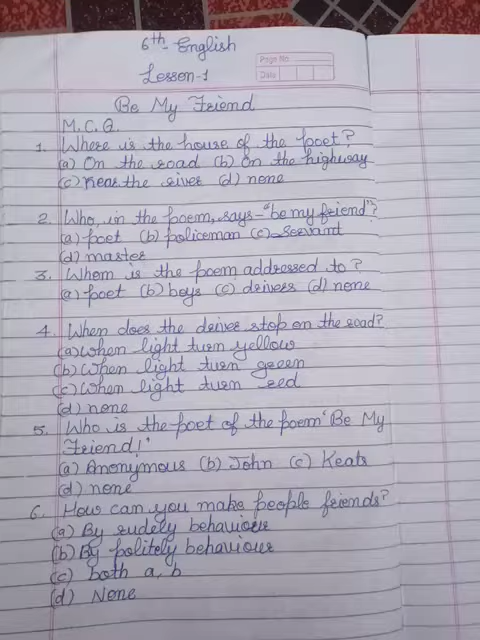 6th English
Page No
Date
Lesson-1
Be My Friend
M.C.Q.
1. Where is the house of the poet?
(a) On the road (b) On the highway
(c) Near the river (d) none
2. Who, in the poem, says-"be my friend"?
(a) poet (b) policeman (c) servant
(d) master
3. Whom is the poem addressed to?
(a) poet (b) boys (c) drivers (d) none
4. When does the driver stop on the road?
(a) When light turn yellow
(b) When light turn green
(c) When light turn red
(d) none
5. Who is the poet of the poem 'Be My
Friend!'
(a) Anonymous (b) John (c) Keats
(d) none
6. How can you make people friends?
(a) By rudely behaviour
(b) By politely behaviour
(c) both a, b
(d) None